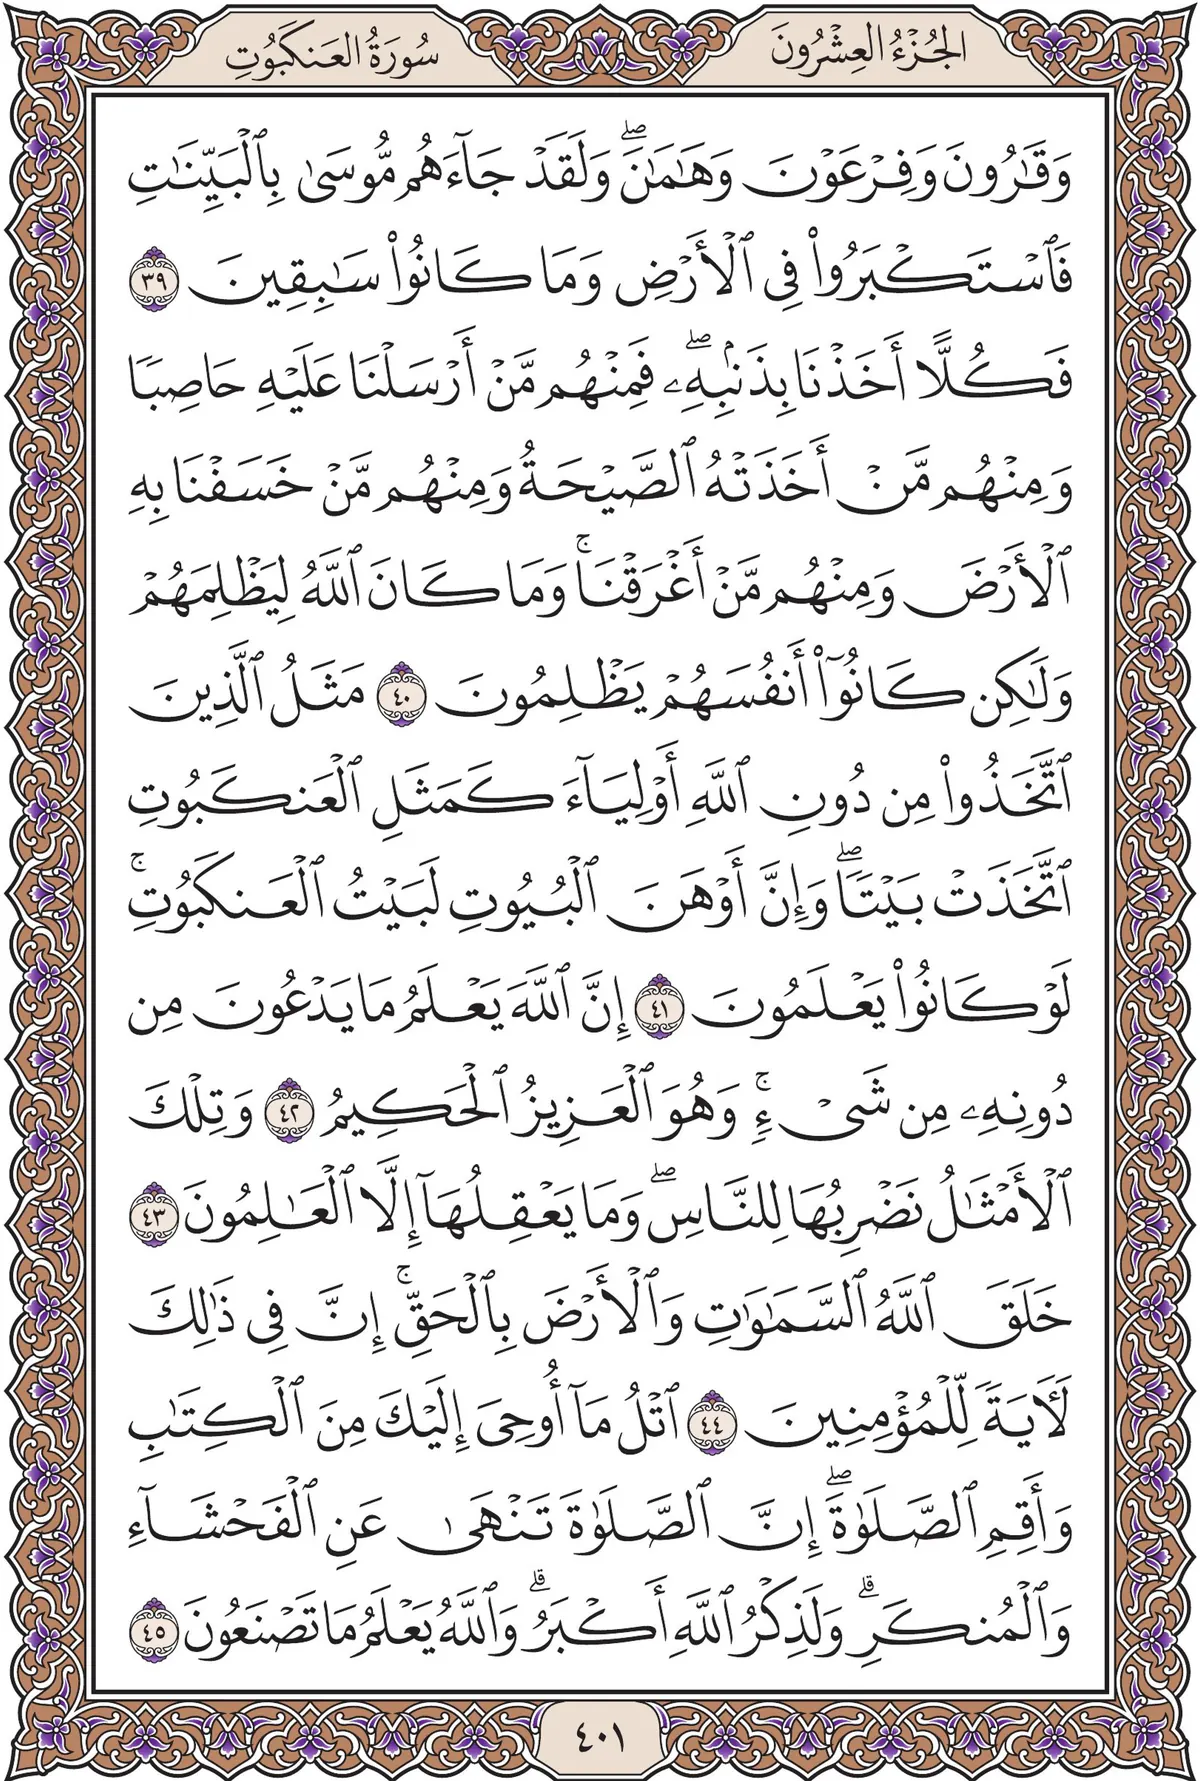 الجُزْءُ العِشْرُونَ
سُورَةُ العَنكَبُوتِ
وَقَٰرُونَ وَفِرْعَوْنَ وَهَٰمَٰنَۖ وَلَقَدْ جَآءَهُم مُّوسَىٰ بِٱلْبَيِّنَٰتِ
فَٱسْتَكْبَرُوا۟ فِى ٱلْأَرْضِ وَمَا كَانُوا۟ سَٰبِقِينَ ٣٩
فَكُلًّا أَخَذْنَا بِذَنۢبِهِۦۖ فَمِنْهُم مَّنْ أَرْسَلْنَا عَلَيْهِ حَاصِبًا
وَمِنْهُم مَّنْ أَخَذَتْهُ ٱلصَّيْحَةُ وَمِنْهُم مَّنْ خَسَفْنَا بِهِ
ٱلْأَرْضَ وَمِنْهُم مَّنْ أَغْرَقْنَاۚ وَمَا كَانَ ٱللَّهُ لِيَظْلِمَهُمْ
وَلَٰكِن كَانُوٓا۟ أَنفُسَهُمْ يَظْلِمُونَ ٤٠ مَثَلُ ٱلَّذِينَ
ٱتَّخَذُوا۟ مِن دُونِ ٱللَّهِ أَوْلِيَآءَ كَمَثَلِ ٱلْعَنكَبُوتِ
ٱتَّخَذَتْ بَيْتًاۖ وَإِنَّ أَوْهَنَ ٱلْبُيُوتِ لَبَيْتُ ٱلْعَنكَبُوتِۚ
لَوْ كَانُوا۟ يَعْلَمُونَ ٤١ إِنَّ ٱللَّهَ يَعْلَمُ مَا يَدْعُونَ مِن
دُونِهِۦ مِن شَىْءٍۚ وَهُوَ ٱلْعَزِيزُ ٱلْحَكِيمُ ٤٢ وَتِلْكَ
ٱلْأَمْثَٰلُ نَضْرِبُهَا لِلنَّاسِۖ وَمَا يَعْقِلُهَآ إِلَّا ٱلْعَٰلِمُونَ ٤٣
خَلَقَ ٱللَّهُ ٱلسَّمَٰوَٰتِ وَٱلْأَرْضَ بِٱلْحَقِّۚ إِنَّ فِى ذَٰلِكَ
لَءَايَةً لِّلْمُؤْمِنِينَ ٤٤ ٱتْلُ مَآ أُوحِىَ إِلَيْكَ مِنَ ٱلْكِتَٰبِ
وَأَقِمِ ٱلصَّلَوٰةَۖ إِنَّ ٱلصَّلَوٰةَ تَنْهَىٰ عَنِ ٱلْفَحْشَآءِ
وَٱلْمُنكَرِۗ وَلَذِكْرُ ٱللَّهِ أَكْبَرُۗ وَٱللَّهُ يَعْلَمُ مَا تَصْنَعُونَ ٤٥
٤٠١